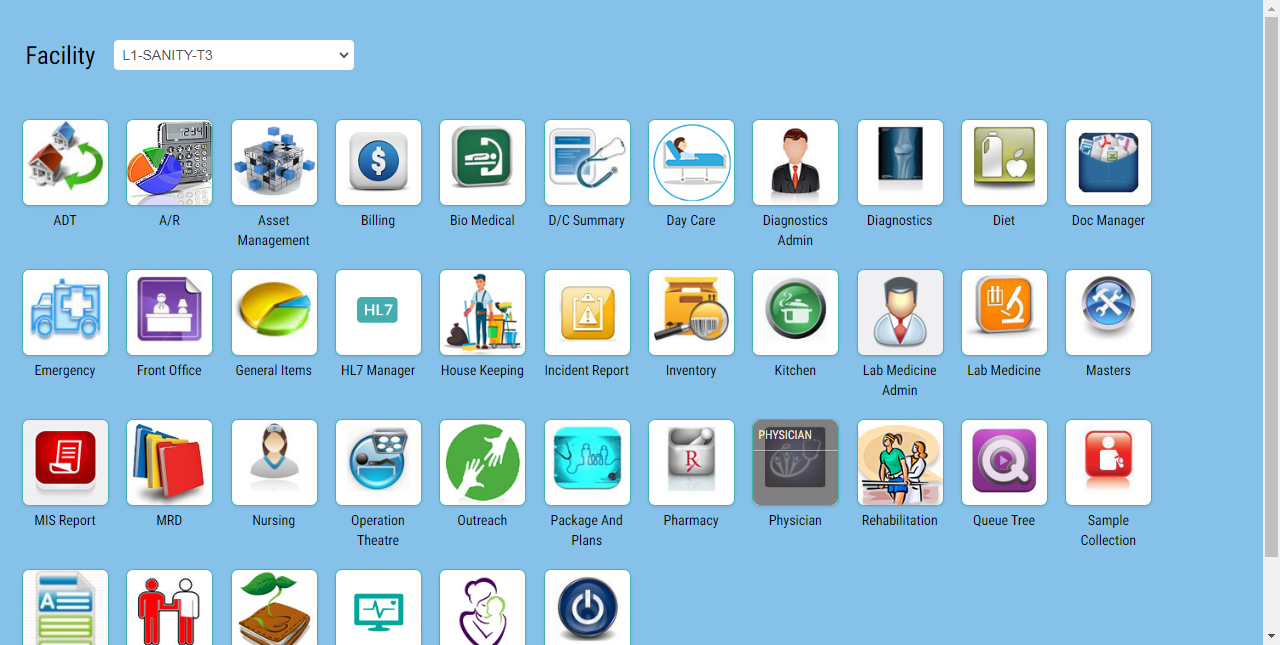 Facility
L1-SANITY-T3
1234
ADT
A/R
Asset
Management
$
Billing
Bio Medical
D/C Summary
Day Care
Diagnostics
Admin
Diagnostics
Diet
Doc Manager
Emergency
Front Office
General Items
HL7
HL7 Manager
House Keeping
Incident Report
Inventory
Kitchen
Lab Medicine
Admin
Lab Medicine
Masters
MIS Report
MRD
Nursing
Operation
Theatre
Outreach
Package And
Plans
R
Pharmacy
PHYSICIAN
Physician
Rehabilitation
Queue Tree
Sample
Collection
A